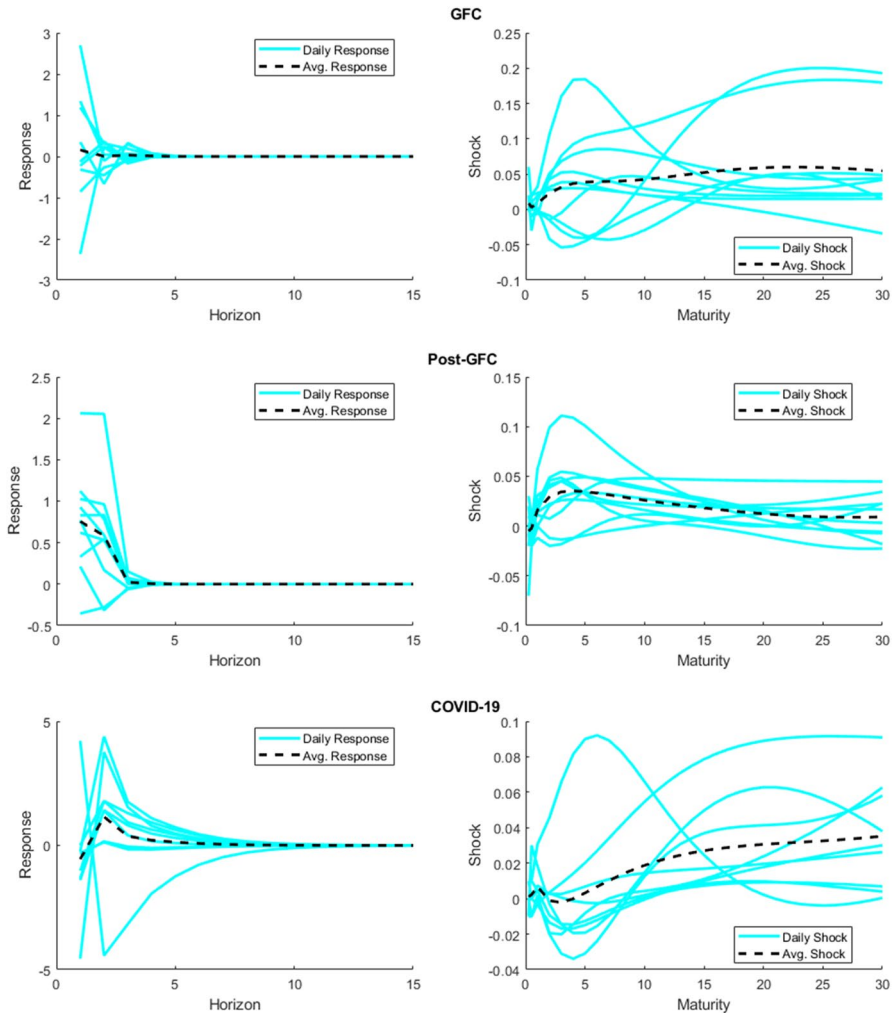 GFC
3
2
1
0
-1
-2
-3
Response
0
5
10
15
Horizon
Daily Response
Avg. Response
0.25
0.2
0.15
0.1
0.05
0
-0.05
-0.1
Shock
0
5
10
15
20
25
30
Maturity
Daily Shock
Avg. Shock
Post-GFC
2.5
2
1.5
1
0.5
0
-0.5
Response
0
5
10
15
Horizon
Daily Response
Avg. Response
0.15
0.1
0.05
0
-0.05
-0.1
Shock
0
5
10
15
20
25
30
Maturity
Daily Shock
Avg. Shock
COVID-19
5
0
-5
Response
0
5
10
15
Horizon
Daily Response
Avg. Response
0.1
0.08
0.06
0.04
0.02
0
-0.02
-0.04
Shock
0
5
10
15
20
25
30
Maturity
Daily Shock
Avg. Shock